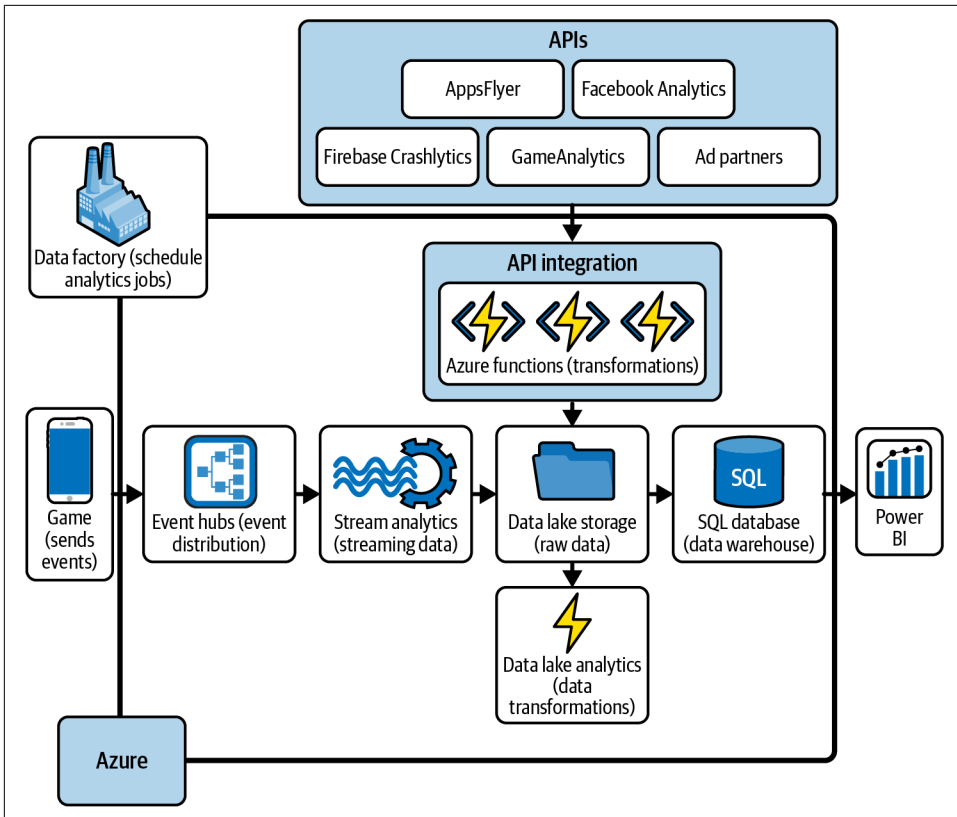 APIs
AppsFlyer
Facebook Analytics
Firebase Crashlytics
GameAnalytics
Ad partners
Data factory (schedule
analytics jobs)
API integration
Azure functions (transformations)
Game
(sends
events)
Event hubs (event
distribution)
Stream analytics
(streaming data)
Data lake storage
(raw data)
SQL
SQL database
(data warehouse)
Power
BI
Data lake analytics
(data
transformations)
Azure